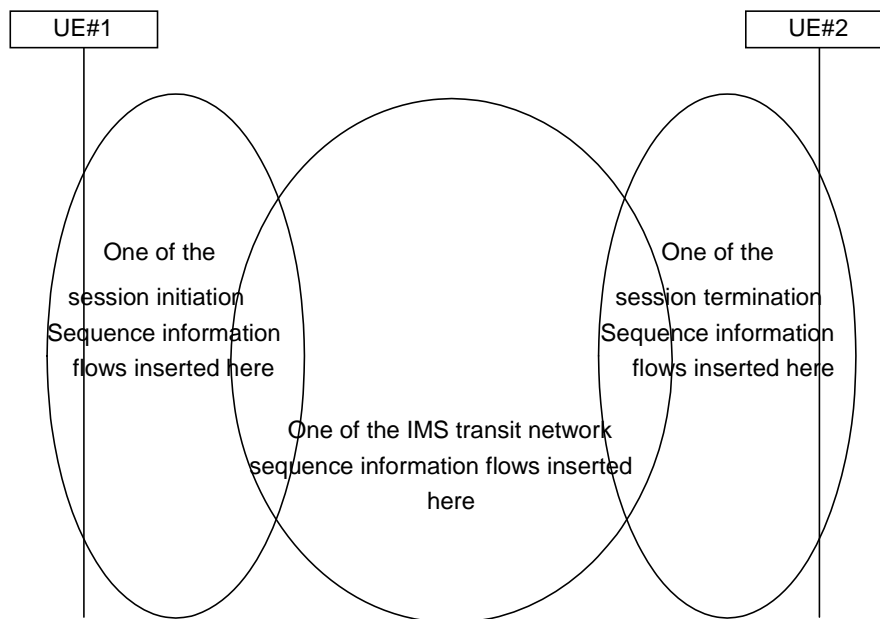 UE#1
UE#2
One of the
session initiation
Sequence information
flows inserted here
One of the
session termination
Sequence information
flows inserted here
One of the IMS transit network
sequence information flows inserted
here